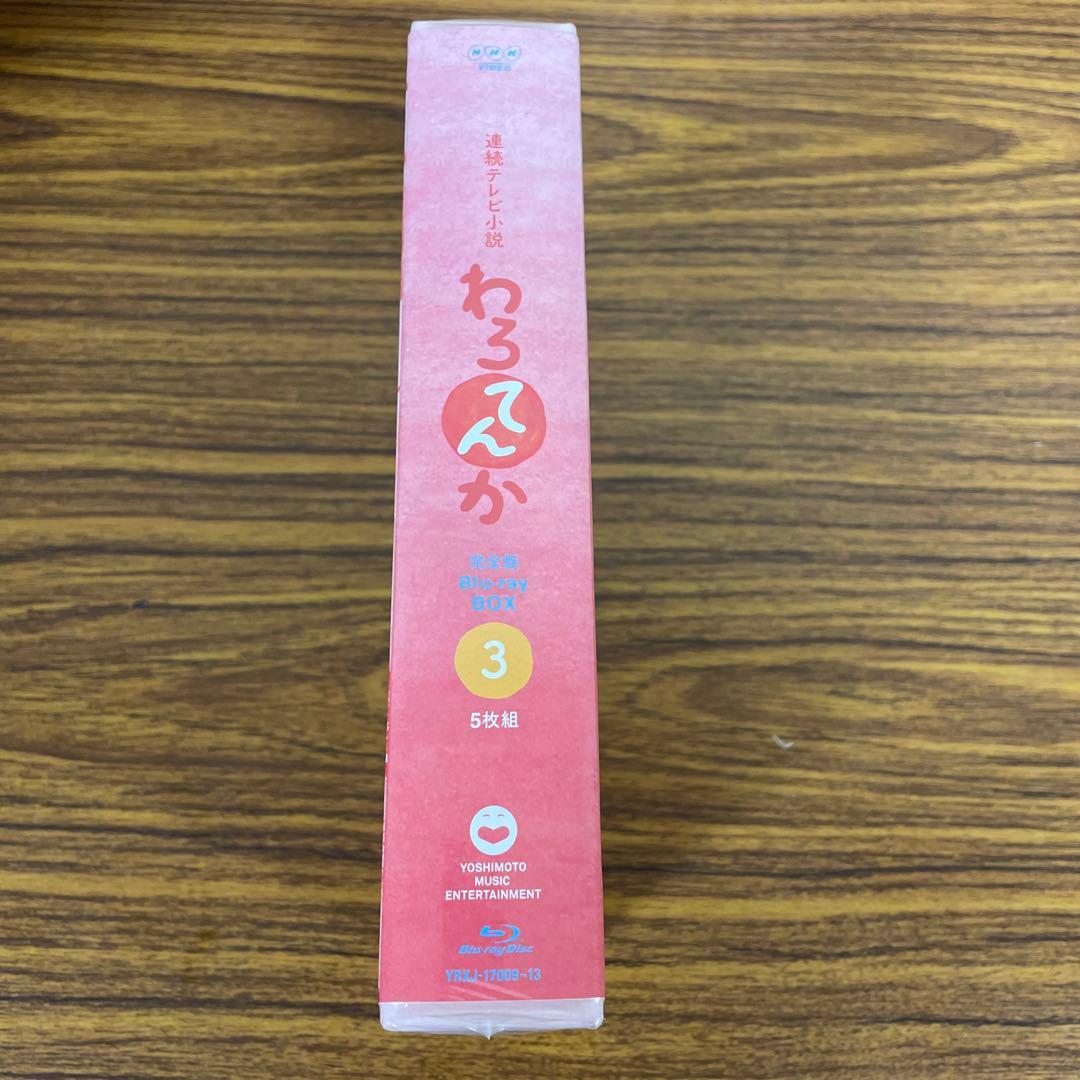 NHK
VIDEO
連続テレビ小説
わろてんか
完全版
Blu-ray
BOX
3
5枚組
YOSHIMOTO
MUSIC
ENTERTAINMENT
Blu-ray Disc
YRXJ-17009~13